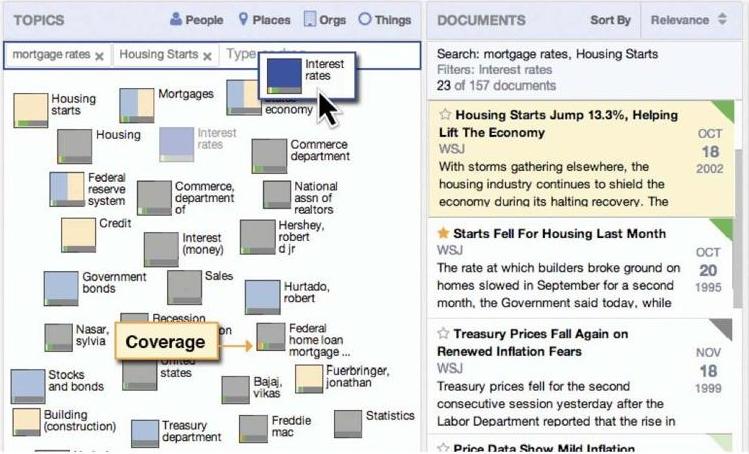 TOPICS
People
Places
Orgs
Things
mortgage rates x
Housing Starts x
Interest
rates
Housing
starts
Mortgages
economy
Housing
Interest
rates
Commerce
department
Federal
reserve
system
Commerce,
department
of
National
assn of
realtors
Credit
Interest
(money)
Hershey,
robert
d jr
Government
bonds
Sales
Hurtado,
robert
Nasar,
sylvia
Recession
Coverage
on
Federal
home loan
mortgage ...
United
states
Stocks
and bonds
Bajaj,
vikas
Fuerbringer,
jonathan
Building
(construction)
Treasury
department
Freddie
mac
Statistics
DOCUMENTS
Sort By
Relevance
Search: mortgage rates, Housing Starts
Filters: Interest rates
23 of 157 documents
Housing Starts Jump 13.3%, Helping
Lift The Economy
WSJ
With storms gathering elsewhere, the
housing industry continues to shield the
economy during its halting recovery. The
OCT
18
2002
Starts Fell For Housing Last Month
WSJ
The rate at which builders broke ground on
homes slowed in September for a second
month, the Government said today, while
OCT
20
1995
Treasury Prices Fall Again on
Renewed Inflation Fears
WSJ
Treasury prices fell for the second
consecutive session yesterday after the
Labor Department reported that the rise in
NOV
18
1999
Price Data Show Mild Inflation